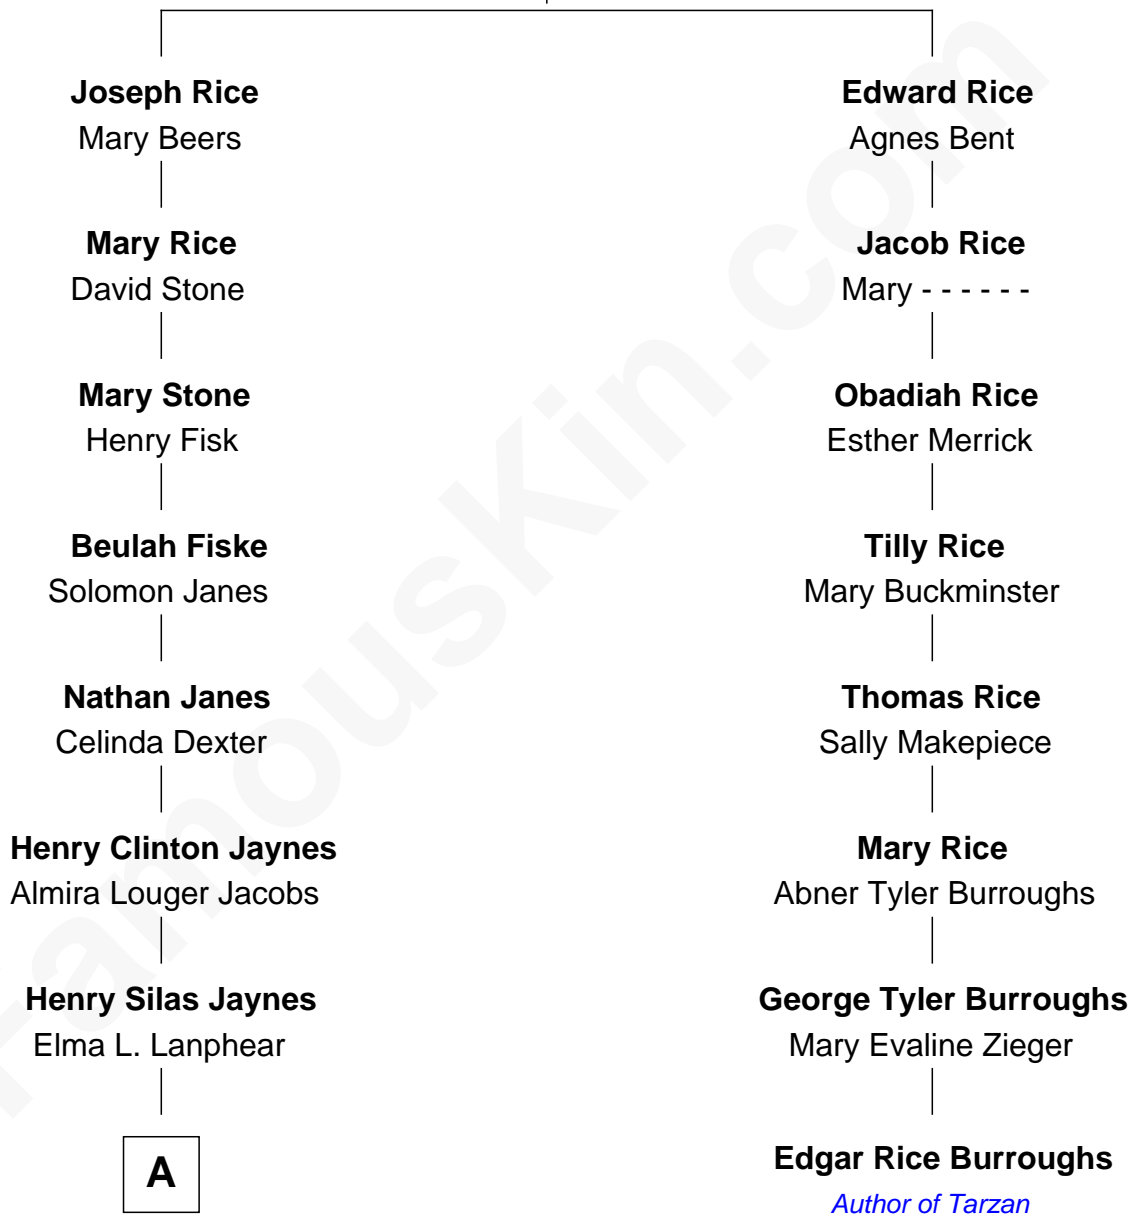 Joseph Rice
Mary Beers
Mary Rice
David Stone
Mary Stone
Henry Fisk
Beulah Fiske
Solomon Janes
Nathan Janes
Celinda Dexter
Henry Clinton Jaynes
Almira Louger Jacobs
Henry Silas Jaynes
Elma L. Lanphear
A
Edward Rice
Agnes Bent
Jacob Rice
Mary - - - - - -
Obadiah Rice
Esther Merrick
Tilly Rice
Mary Buckminster
Thomas Rice
Sally Makepiece
Mary Rice
Abner Tyler Burroughs
George Tyler Burroughs
Mary Evaline Zieger
Edgar Rice Burroughs
Author of Tarzan
FamousKin.com